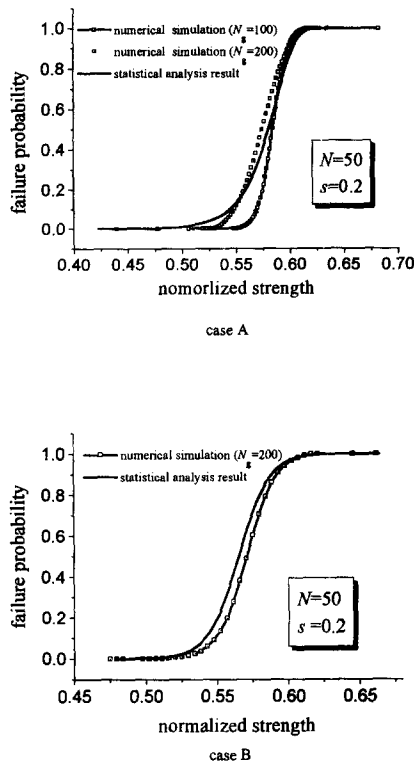 numerical simulation (Ng=100)
numerical simulation (Ng=200)
statistical analysis result
1.0
0.8
0.6
0.4
0.2
0.0
failure probability
N=50
s=0.2
0.40 0.45 0.50 0.55 0.60 0.65 0.70
nomorlized strength
case A
numerical simulation (Ng=200)
statistical analysis result
1.0
0.8
0.6
0.4
0.2
0.0
failure probability
N=50
s =0.2
0.45 0.50 0.55 0.60 0.65
normalized strength
case B